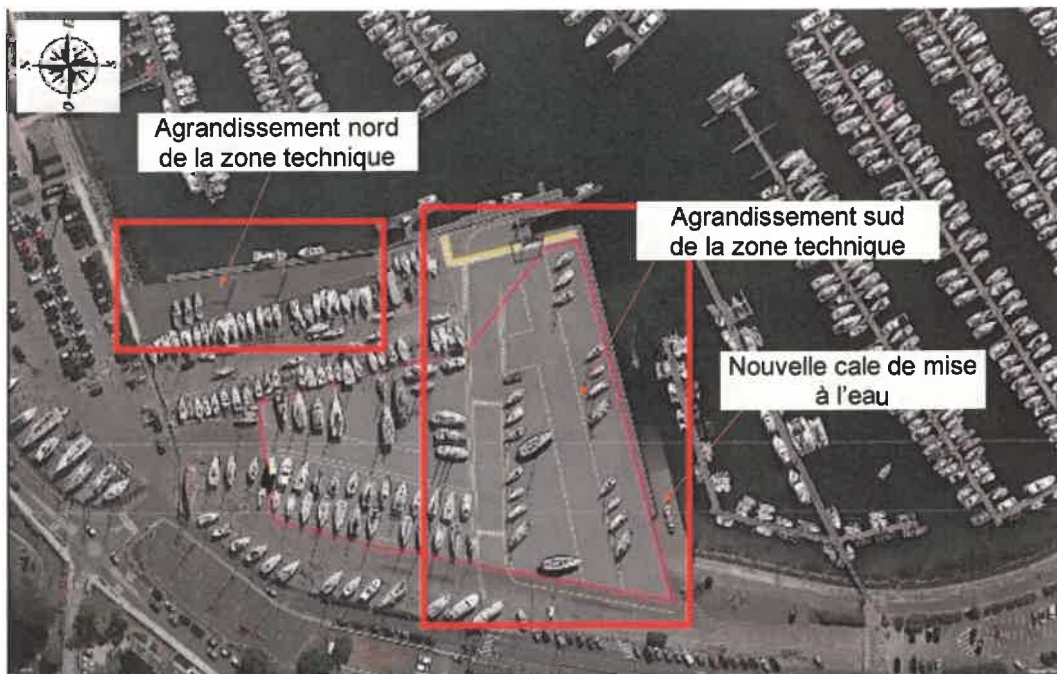 Agrandissement nord
de la zone technique
Agrandissement sud
de la zone technique
Nouvelle cale de mise
à l'eau